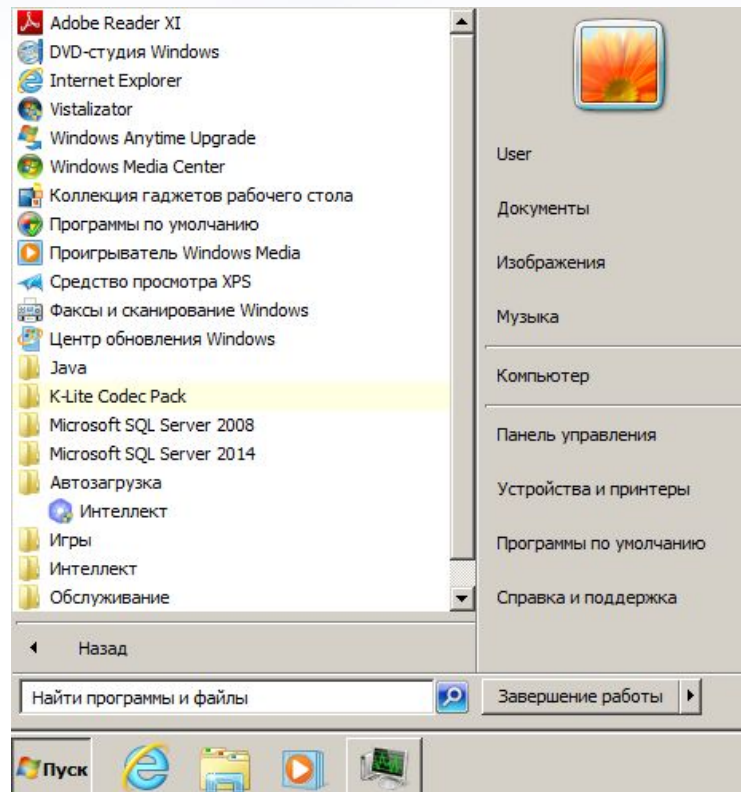 Adobe Reader XI
DVD-студия Windows
Internet Explorer
Vistalizator
Windows Anytime Upgrade
Windows Media Center
Коллекция гаджетов рабочего стола
Программы по умолчанию
Проигрыватель Windows Media
Средство просмотра XPS
Факсы и сканирование Windows
Центр обновления Windows
Java
K-Lite Codec Pack
Microsoft SQL Server 2008
Microsoft SQL Server 2014
Автозагрузка
Интеллект
Игры
Интеллект
Обслуживание
Назад
Найти программы и файлы
User
Документы
Изображения
Музыка
Компьютер
Панель управления
Устройства и принтеры
Программы по умолчанию
Справка и поддержка
Завершение работы
Пуск